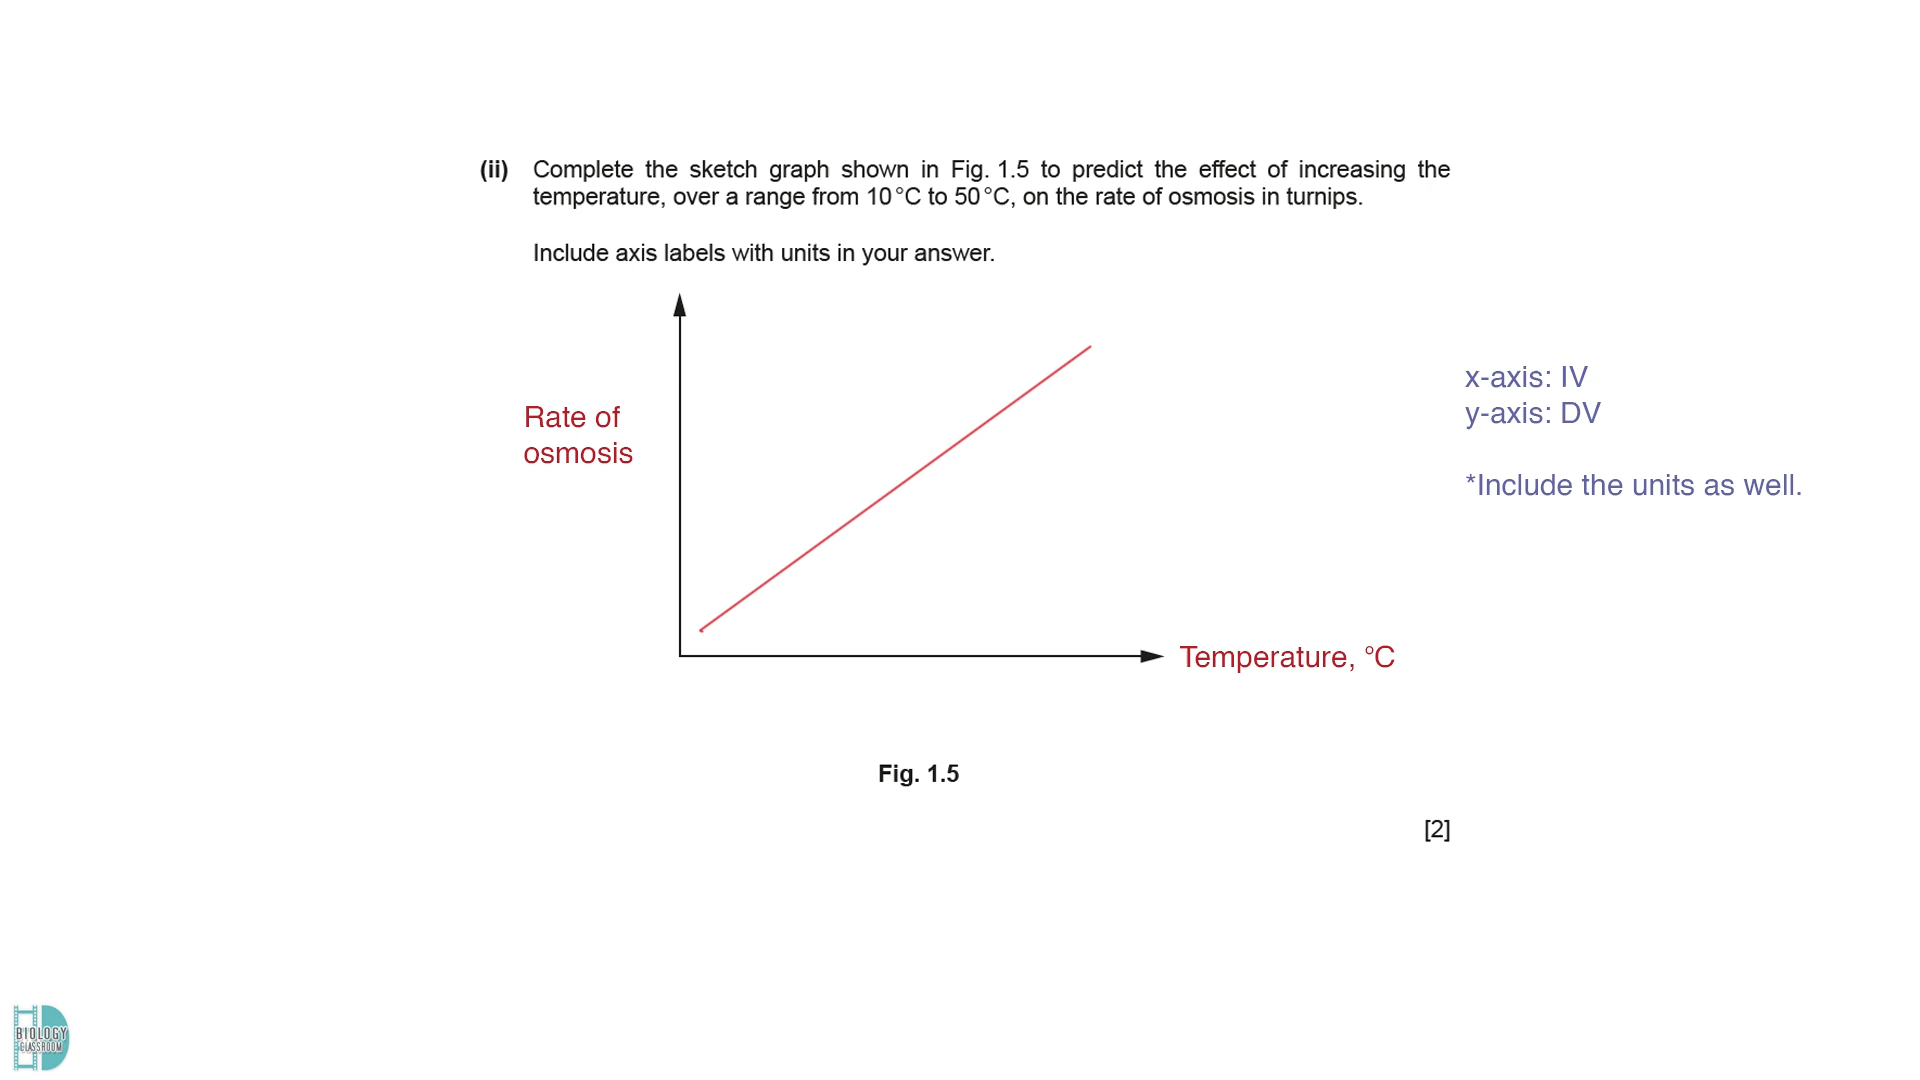 (ii) Complete the sketch graph shown in Fig. 1.5 to predict the effect of increasing the
temperature, over a range from 10 °C to 50 °C, on the rate of osmosis in turnips.
Include axis labels with units in your answer.
Rate of
osmosis
x-axis: IV
y-axis: DV
*Include the units as well.
Temperature, °C
Fig. 1.5
[2]
BIOLOGY
CLASSROOM